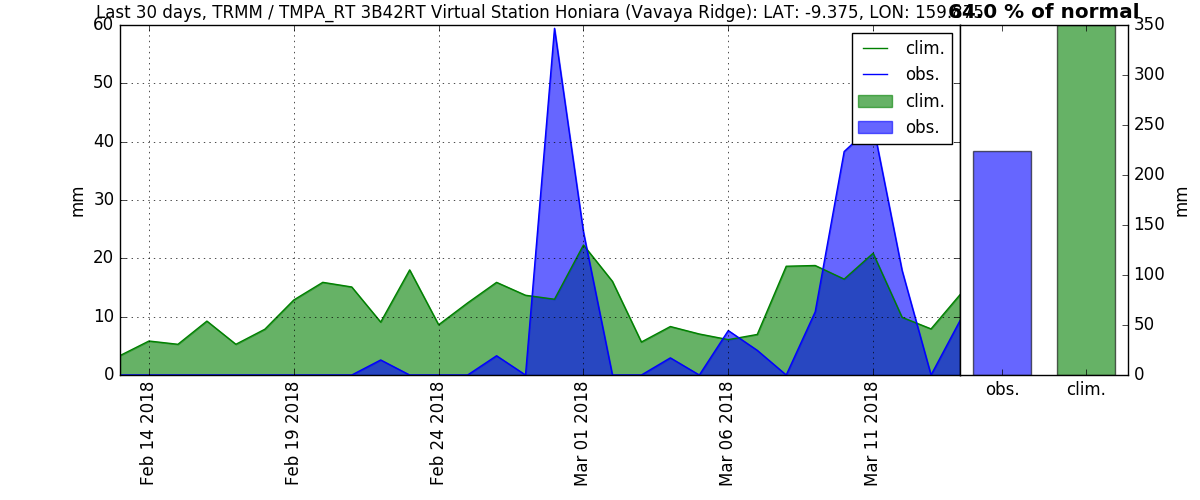 Last 30 days, TRMM / TMPA_RT 3B42RT Virtual Station Honiara (Vavaya Ridge): LAT: -9.375, LON:
64.0 % of normal
60
50
40
30
20
10
0
mm
clim.
obs.
clim.
obs.
Feb 14 2018
Feb 19 2018
Feb 24 2018
Mar 01 2018
Mar 06 2018
Mar 11 2018
350
300
250
200
150
100
50
0
mm
obs.
clim.